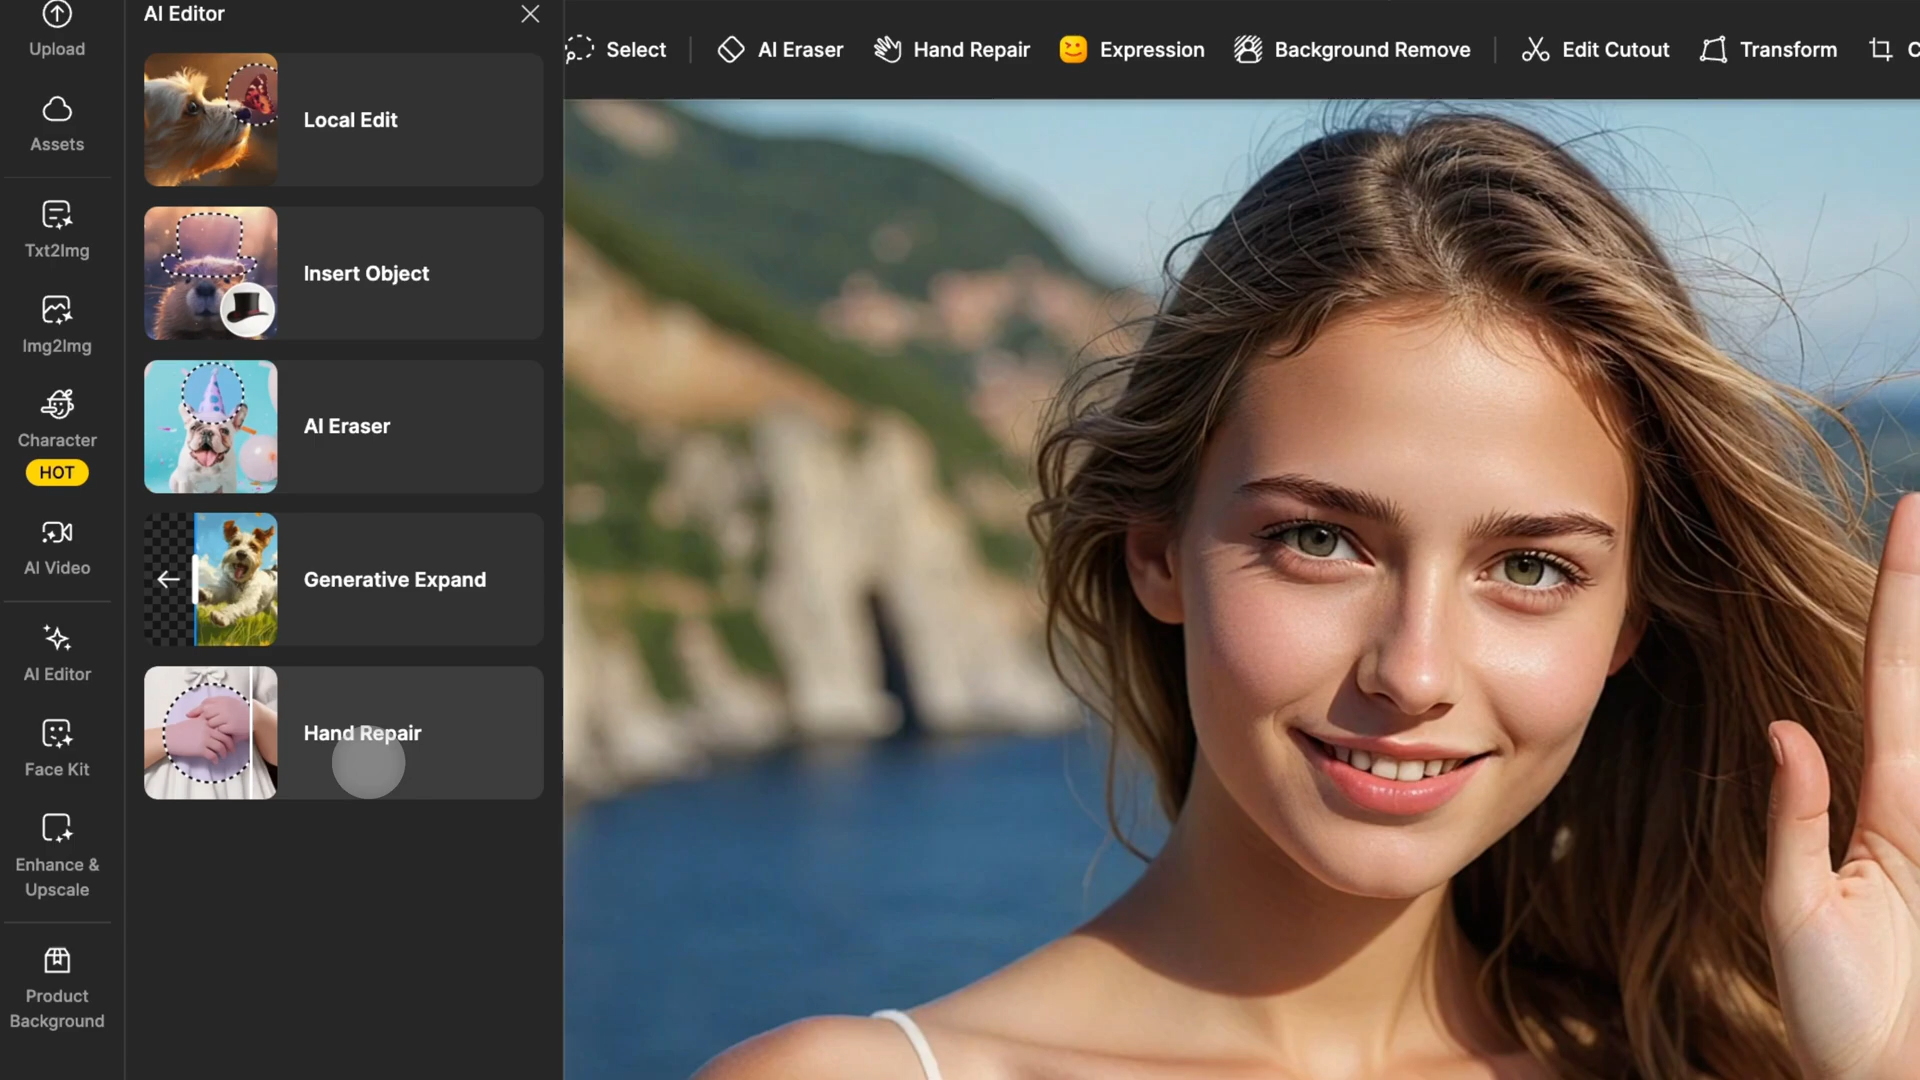 Upload
Assets
Txt2Img
Img2Img
Character
HOT
AI Video
AI Editor
Face Kit
Enhance &
Upscale
Product
Background
AI Editor
Local Edit
Insert Object
AI Eraser
Generative Expand
Hand Repair
Select
AI Eraser
Hand Repair
Expression
Background Remove
Edit Cutout
Transform
C